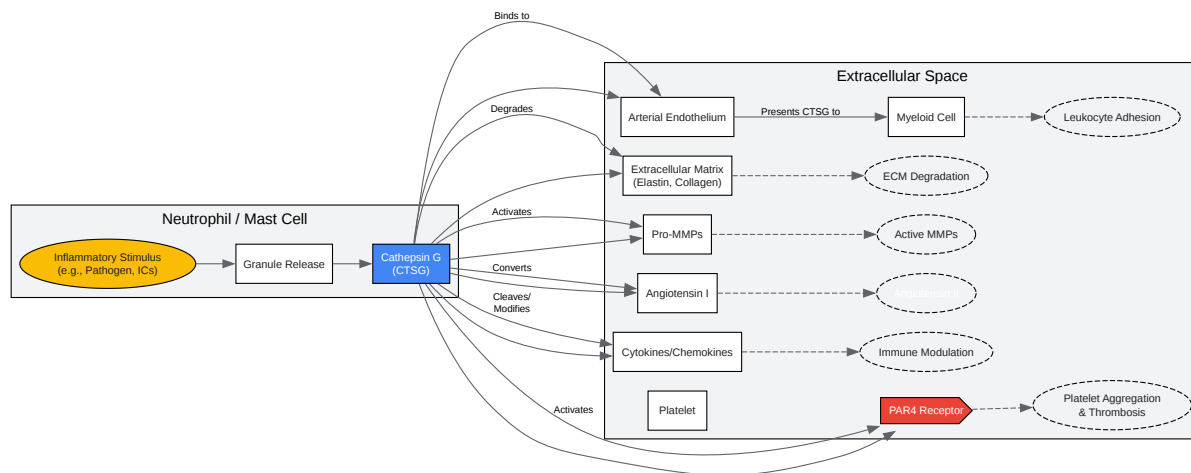 Binds to
Extracellular Space
Degrades
Arterial Endothelium
Presents CTSG to
Myeloid Cell
Leukocyte Adhesion
Extracellular Matrix
(Elastin, Collagen)
ECM Degradation
Neutrophil / Mast Cell
Activates
Pro-MMPs
Active MMPs
Inflammatory Stimulus
(e.g., Pathogen, ICs)
Granule Release
Cathepsin G
(CTSG)
Converts
Angiotensin I
Angiotensin II
Cleaves/
Modifies
Cytokines/Chemokines
Immune Modulation
Activates
Platelet
PAR4 Receptor
Platelet Aggregation
& Thrombosis